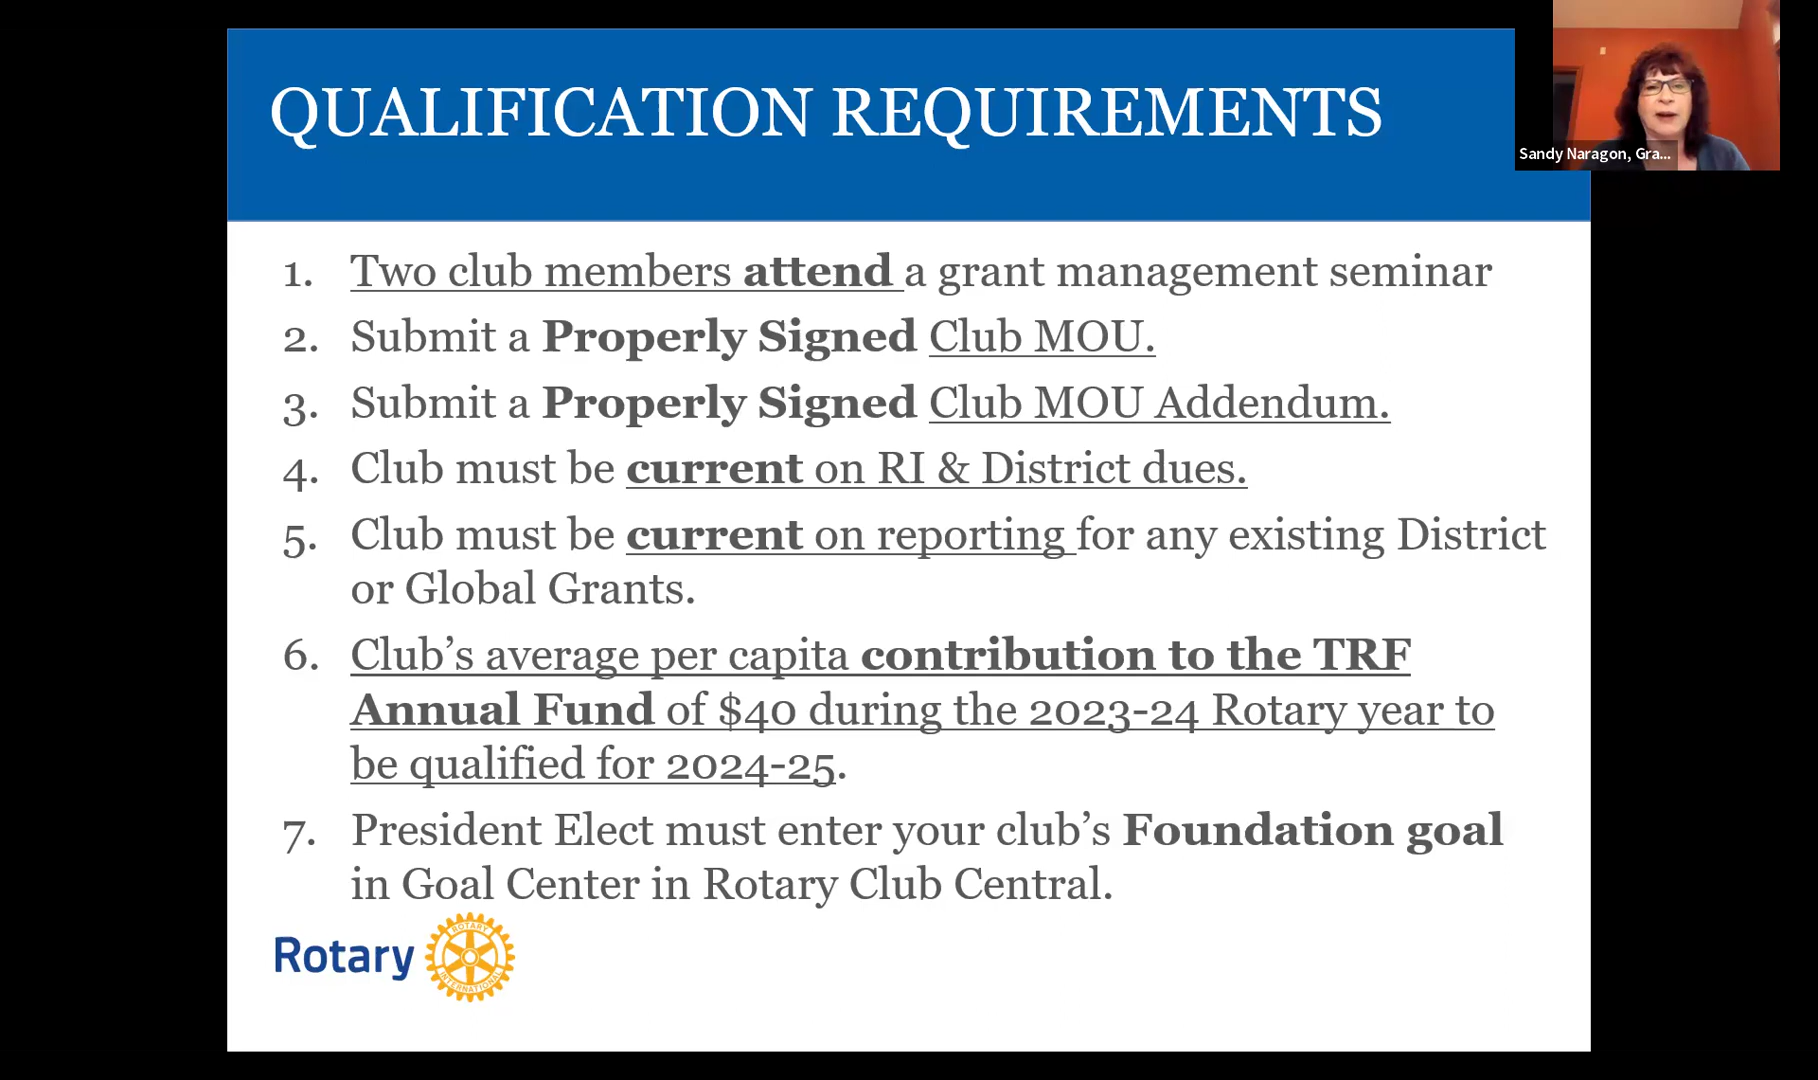 QUALIFICATION REQUIREMENTS
Sandy Naragon, Gra...
1. Two club members attend a grant management seminar
2. Submit a Properly Signed Club MOU.
3. Submit a Properly Signed Club MOU Addendum.
4. Club must be current on RI & District dues.
5. Club must be current on reporting for any existing District
or Global Grants.
6. Club’s average per capita contribution to the TRF
Annual Fund of $40 during the 2023-24 Rotary year to
be qualified for 2024-25.
7. President Elect must enter your club’s Foundation goal
in Goal Center in Rotary Club Central.
Rotary
ROTARY
INTERNATIONAL